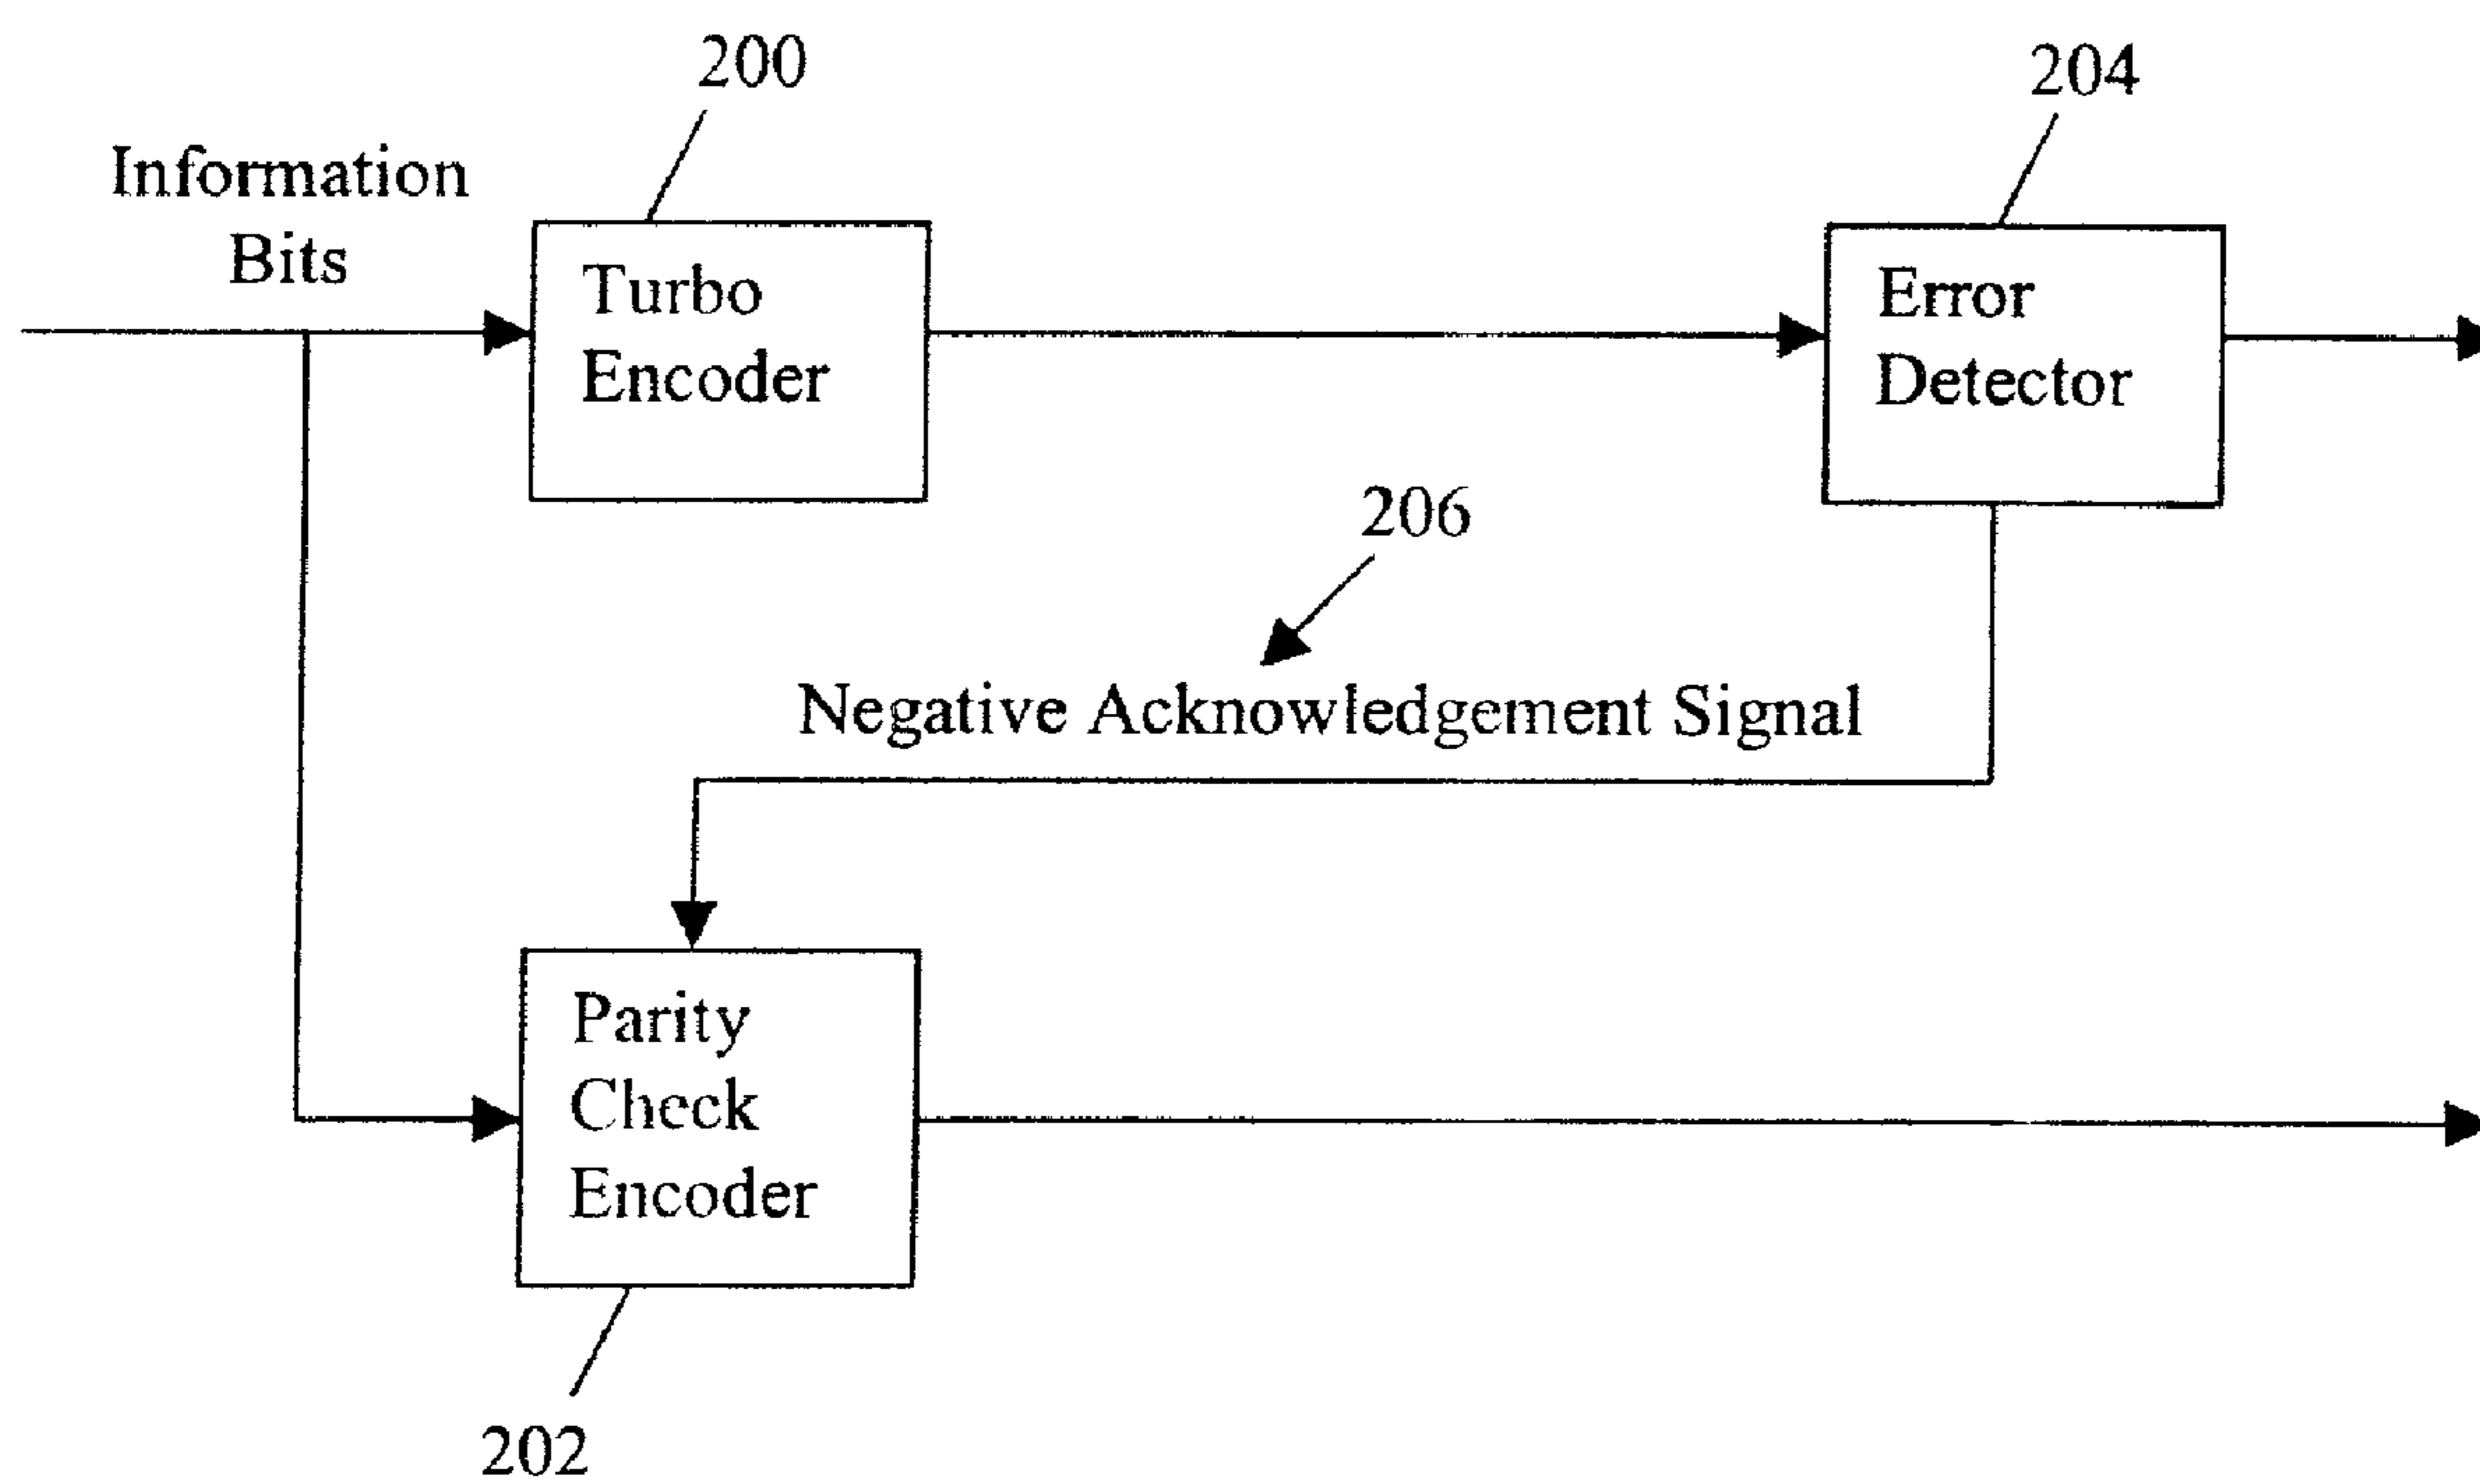 200
204
Information
Bits
Turbo
Encoder
Error
Detector
206
Negative Acknowledgement Signal
Parity
Check
Encoder
202